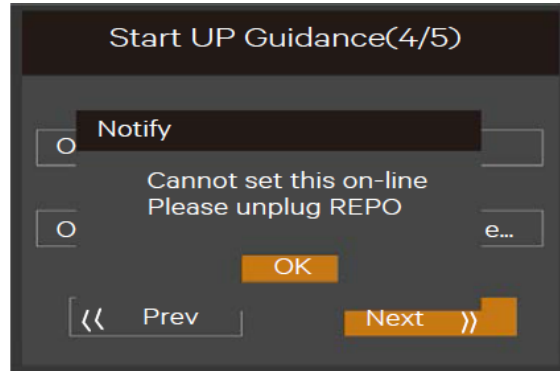 Start UP Guidance(4/5)
Notify
O
Cannot set this on-line
Please unplug REPO
O
e...
OK
⟨⟨ Prev
Next ⟩⟩